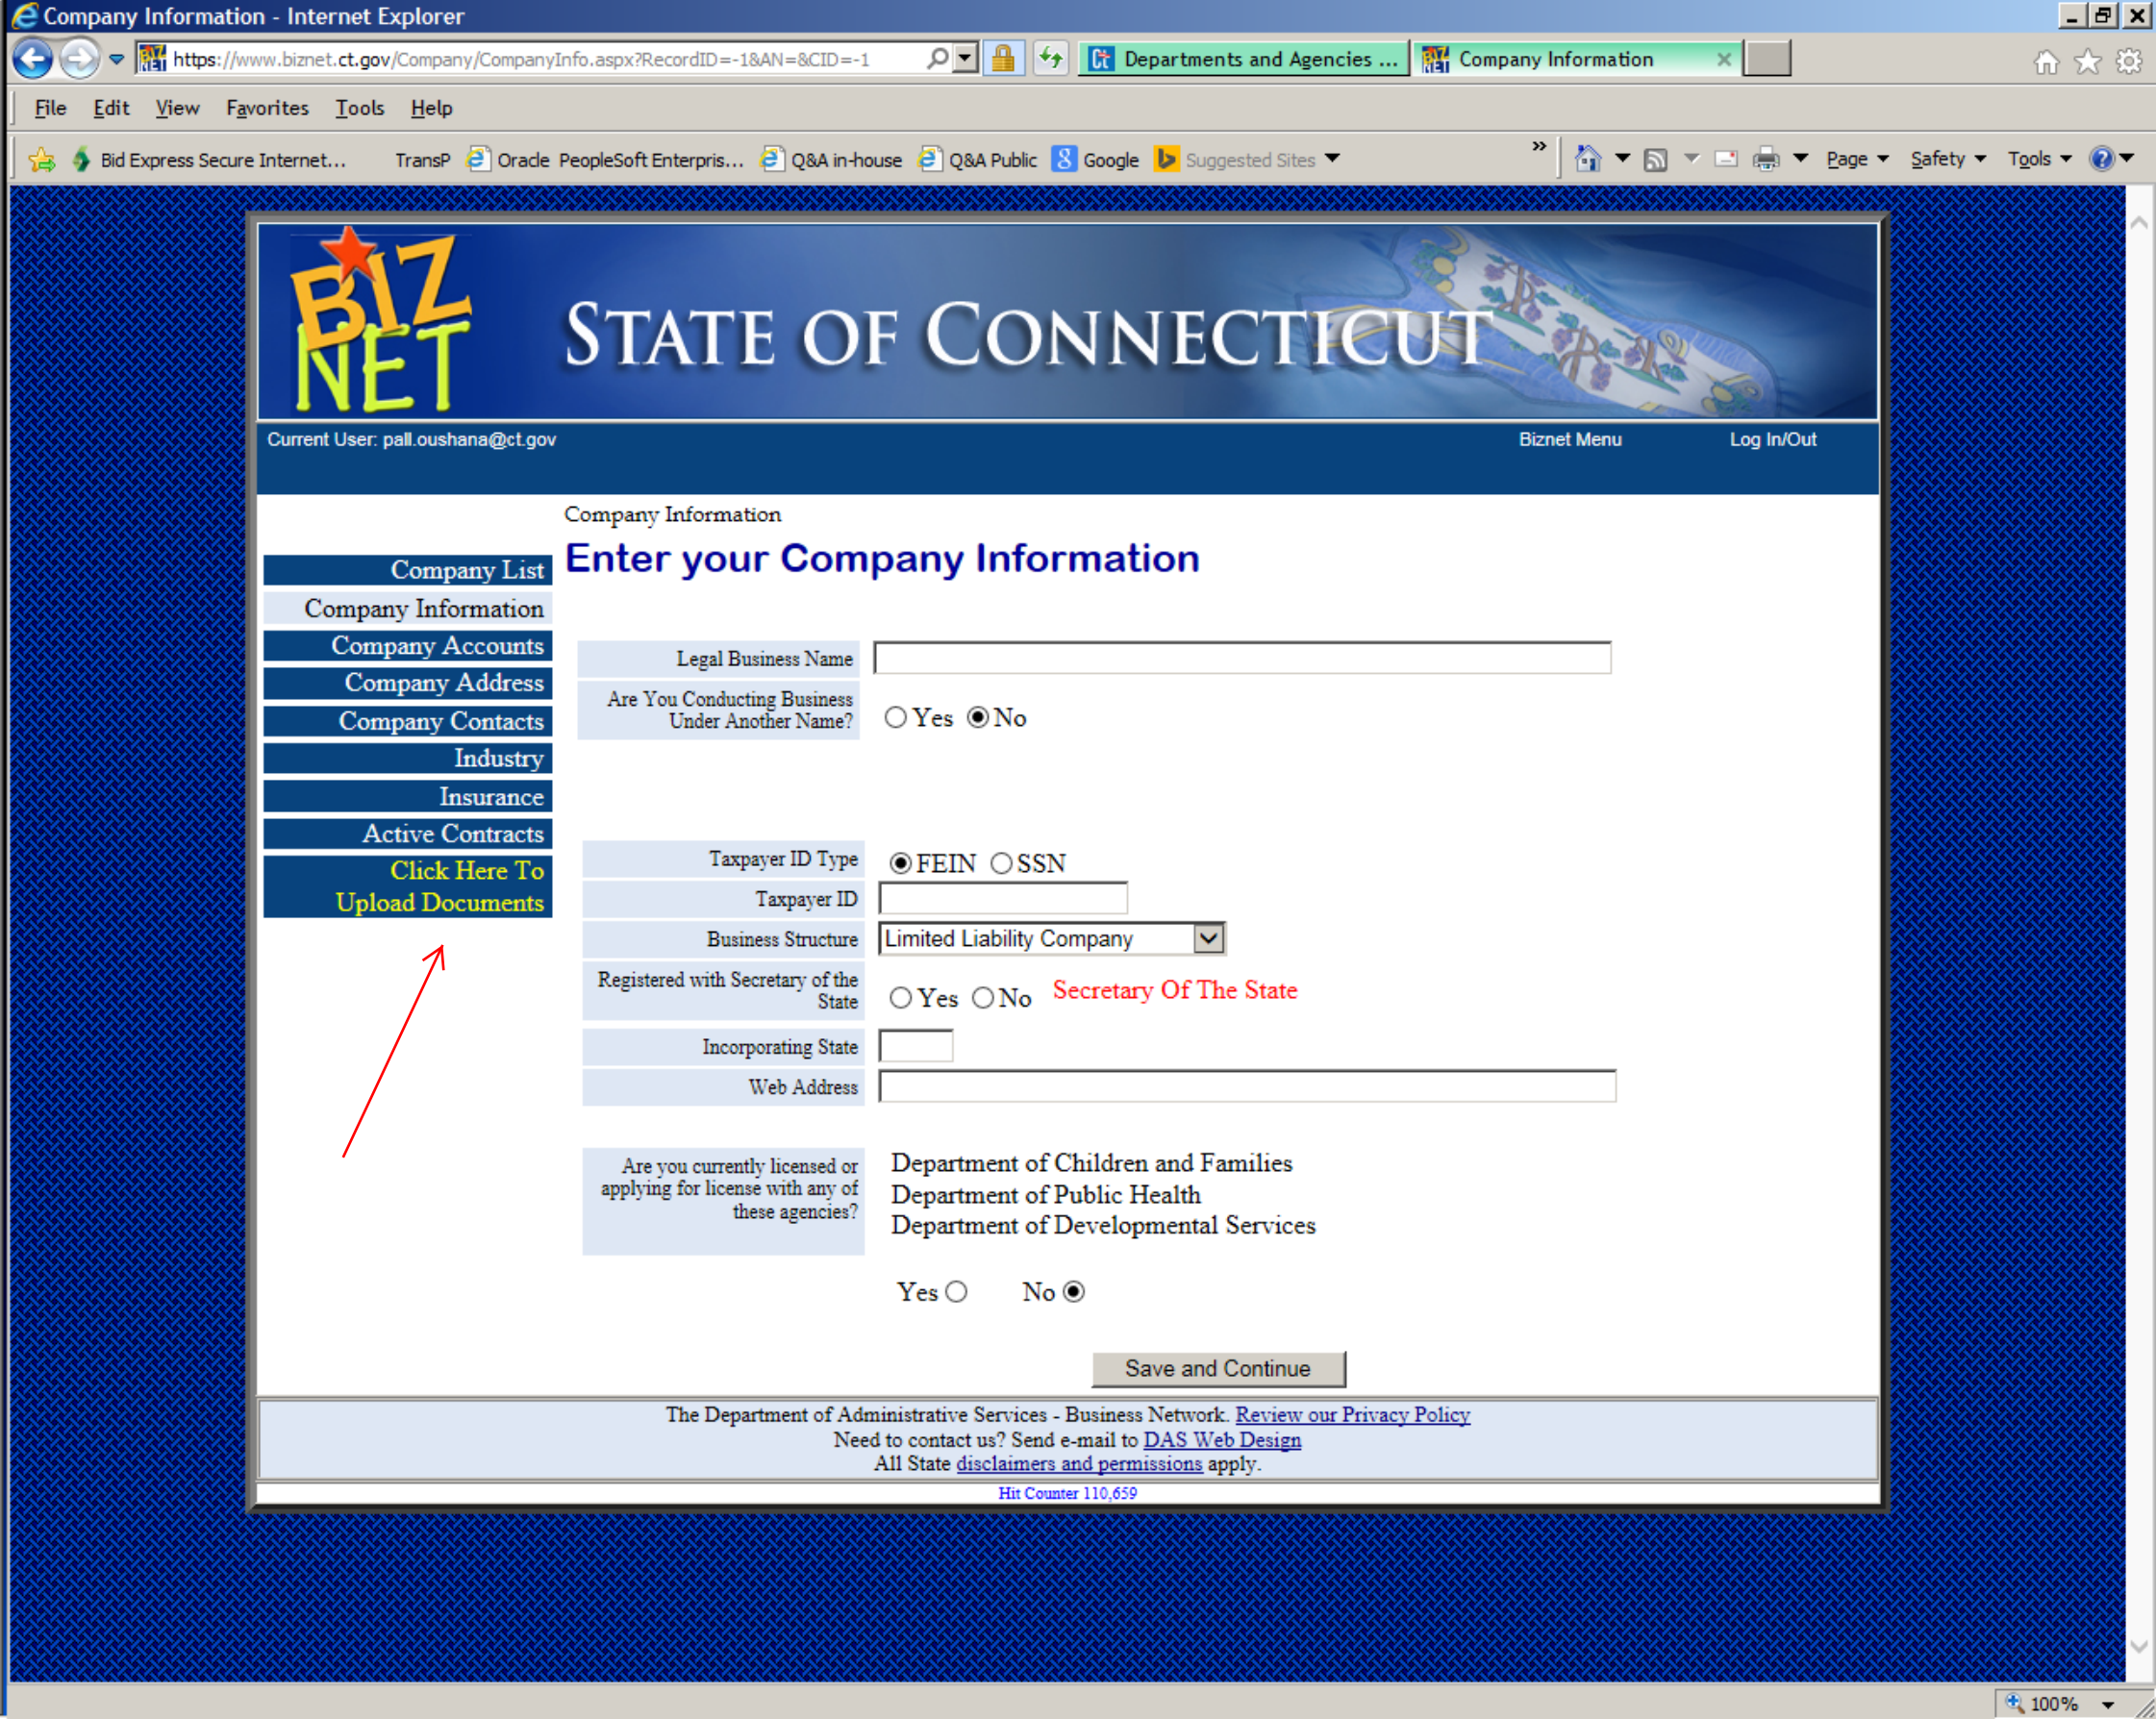 Company Information - Internet Explorer
https://www.biznet.ct.gov/Company/CompanyInfo.aspx?RecordID=-1&AN=&CID=-1
Departments and Agencies ...
Company Information
File Edit View Favorites Tools Help
Bid Express Secure Internet... TransP Oracle PeopleSoft Enterpris... Q&A in-house Q&A Public Google Suggested Sites
Page Safety Tools
BIZ
NET
STATE OF CONNECTICUT
Current User: pall.oushana@ct.gov
Biznet Menu
Log In/Out
Company Information
Enter your Company Information
Company List
Company Information
Company Accounts
Company Address
Company Contacts
Industry
Insurance
Active Contracts
Click Here To
Upload Documents
Legal Business Name
Are You Conducting Business
Under Another Name?
Yes No
Taxpayer ID Type
FEIN SSN
Taxpayer ID
Business Structure
Limited Liability Company
Registered with Secretary of the
State
Yes No
Secretary Of The State
Incorporating State
Web Address
Are you currently licensed or
applying for license with any of
these agencies?
Department of Children and Families
Department of Public Health
Department of Developmental Services
Yes No
Save and Continue
The Department of Administrative Services - Business Network. Review our Privacy Policy
Need to contact us? Send e-mail to DAS Web Design
All State disclaimers and permissions apply.
Hit Counter 110,659
100%